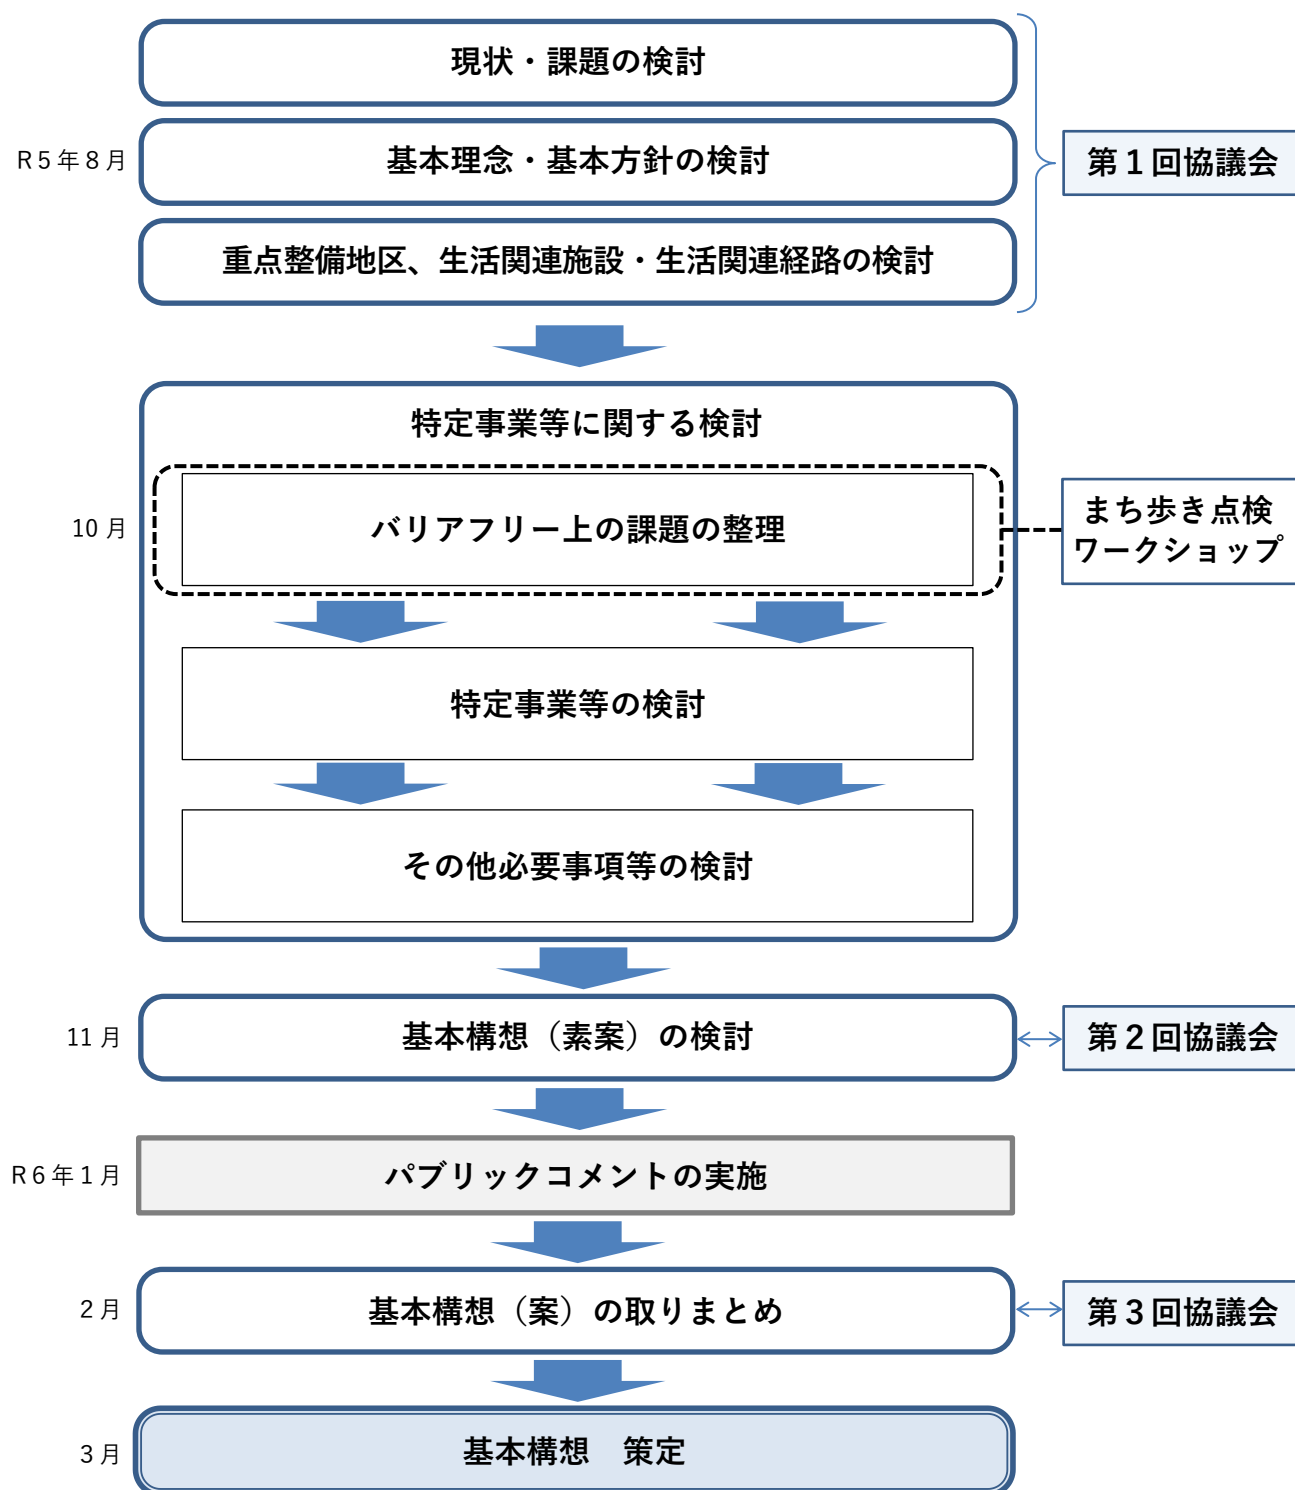 現状・課題の検討
R5年8月
基本理念・基本方針の検討
第1回協議会
重点整備地区、生活関連施設・生活関連経路の検討
特定事業等に関する検討
10月
バリアフリー上の課題の整理
まち歩き点検
ワークショップ
特定事業等の検討
その他必要事項等の検討
11月
基本構想（素案）の検討
第2回協議会
R6年1月
パブリックコメントの実施
2月
基本構想（案）の取りまとめ
第3回協議会
3月
基本構想　策定